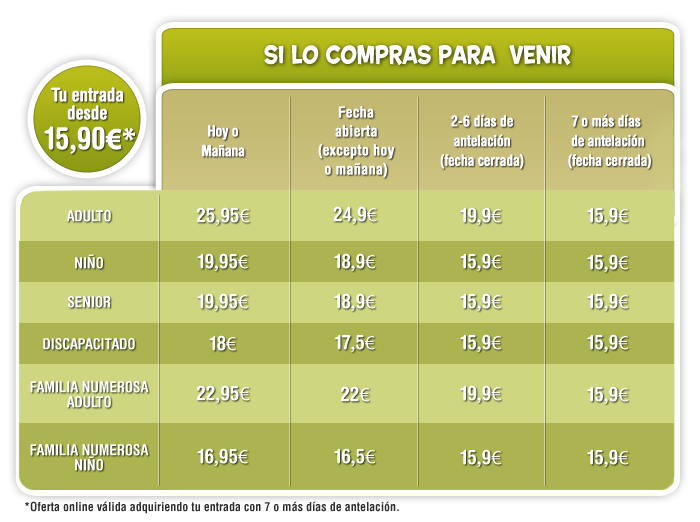 SI LO COMPRAS PARA VENIR
Tu entrada
desde
15,90€*
Hoy o
Mañana
Fecha
abierta
(excepto hoy
o mañana)
2-6 días de
antelación
(fecha cerrada)
7 o más días
de antelación
(fecha cerrada)
ADULTO 25,95€ 24,9€ 19,9€ 15,9€
NIÑO 19,95€ 18,9€ 15,9€ 15,9€
SENIOR 19,95€ 18,9€ 15,9€ 15,9€
DISCAPACITADO 18€ 17,5€ 15,9€ 15,9€
FAMILIA NUMEROSA
ADULTO 22,95€ 22€ 19,9€ 15,9€
FAMILIA NUMEROSA
NIÑO 16,95€ 16,5€ 15,9€ 15,9€
*Oferta online válida adquiriendo tu entrada con 7 o más días de antelación.